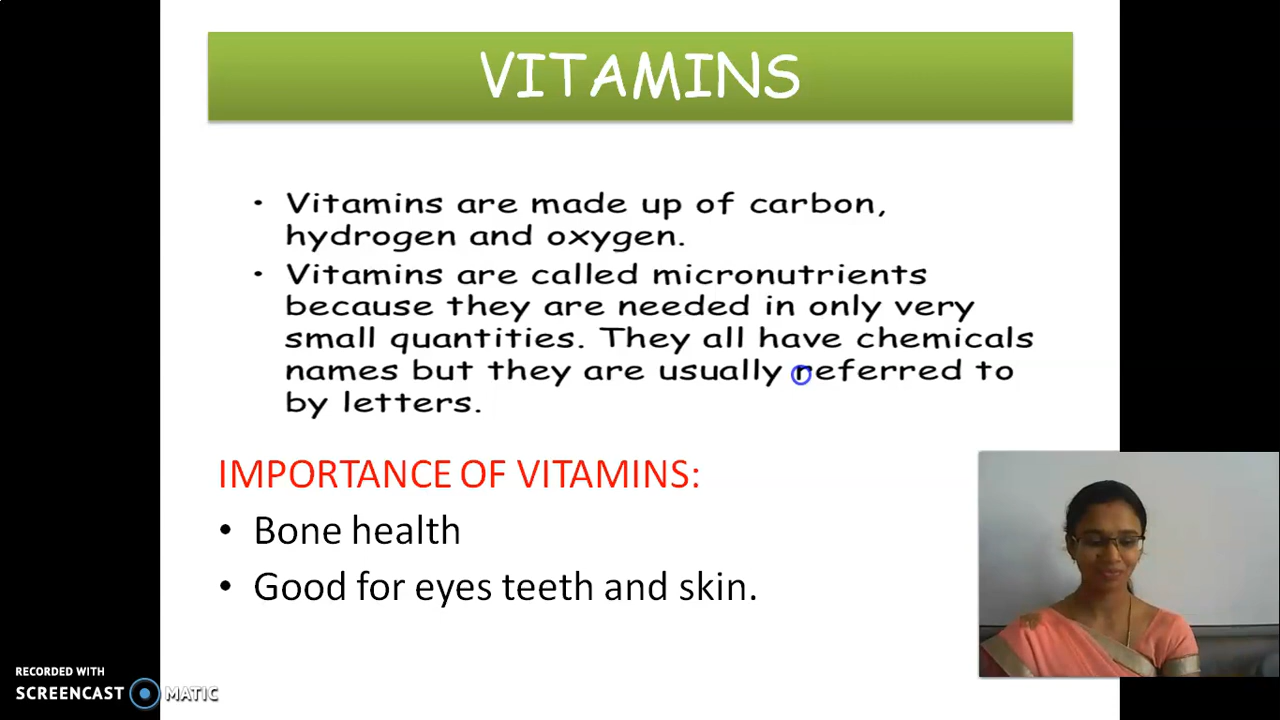 VITAMINS
• Vitamins are made up of carbon,
hydrogen and oxygen.
• Vitamins are called micronutrients
because they are needed in only very
small quantities. They all have chemicals
names but they are usually referred to
by letters.
IMPORTANCE OF VITAMINS:
• Bone health
• Good for eyes teeth and skin.
RECORDED WITH
SCREENCAST MATIC